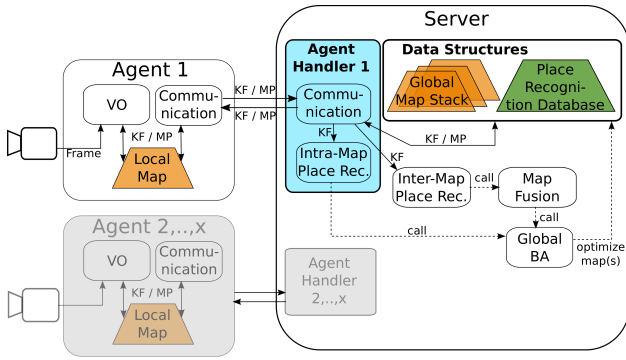 Server
Agent 1
VO
Commu-
nication
KF / MP
Local
Map
Frame
KF / MP
KF / MP
Agent
Handler 1
Commu-
nication
KF
Intra-Map
Place Rec.
Data Structures
Global
Map Stack
Place
Recogni-
tion Database
KF / MP
KF
Inter-Map
Place Rec.
call
Map
Fusion
call
call
Global
BA
optimize
map(s)
Agent 2,..,x
VO
Commu-
nication
KF / MP
Local
Map
Agent
Handler
2,..,x